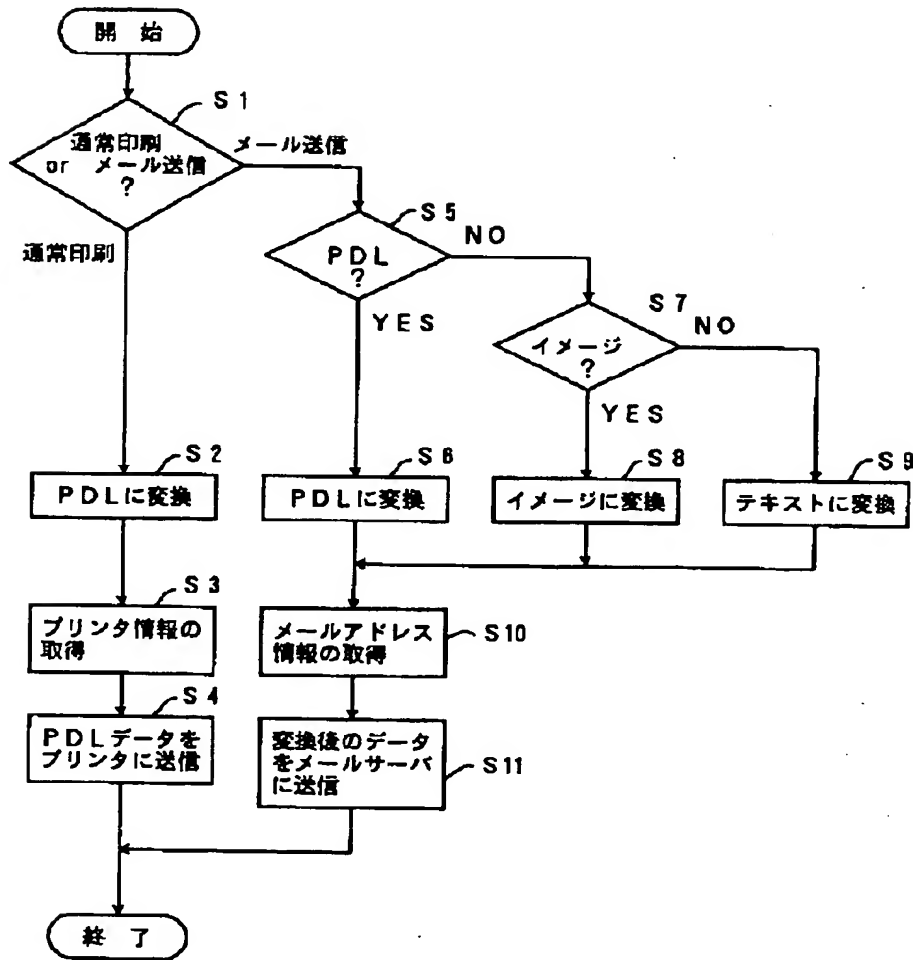 開 始
S1
通常印刷
or メール送信
?
メール送信
通常印刷
S5
PDL
?
NO
YES
S7
イメージ
?
NO
YES
S2
PDLに変換
S6
PDLに変換
S8
イメージに変換
S9
テキストに変換
S3
プリンタ情報の
取得
S4
PDLデータを
プリンタに送信
メールアドレス
情報の取得
S10
変換後のデータ
をメールサーバ
に送信
S11
終 了